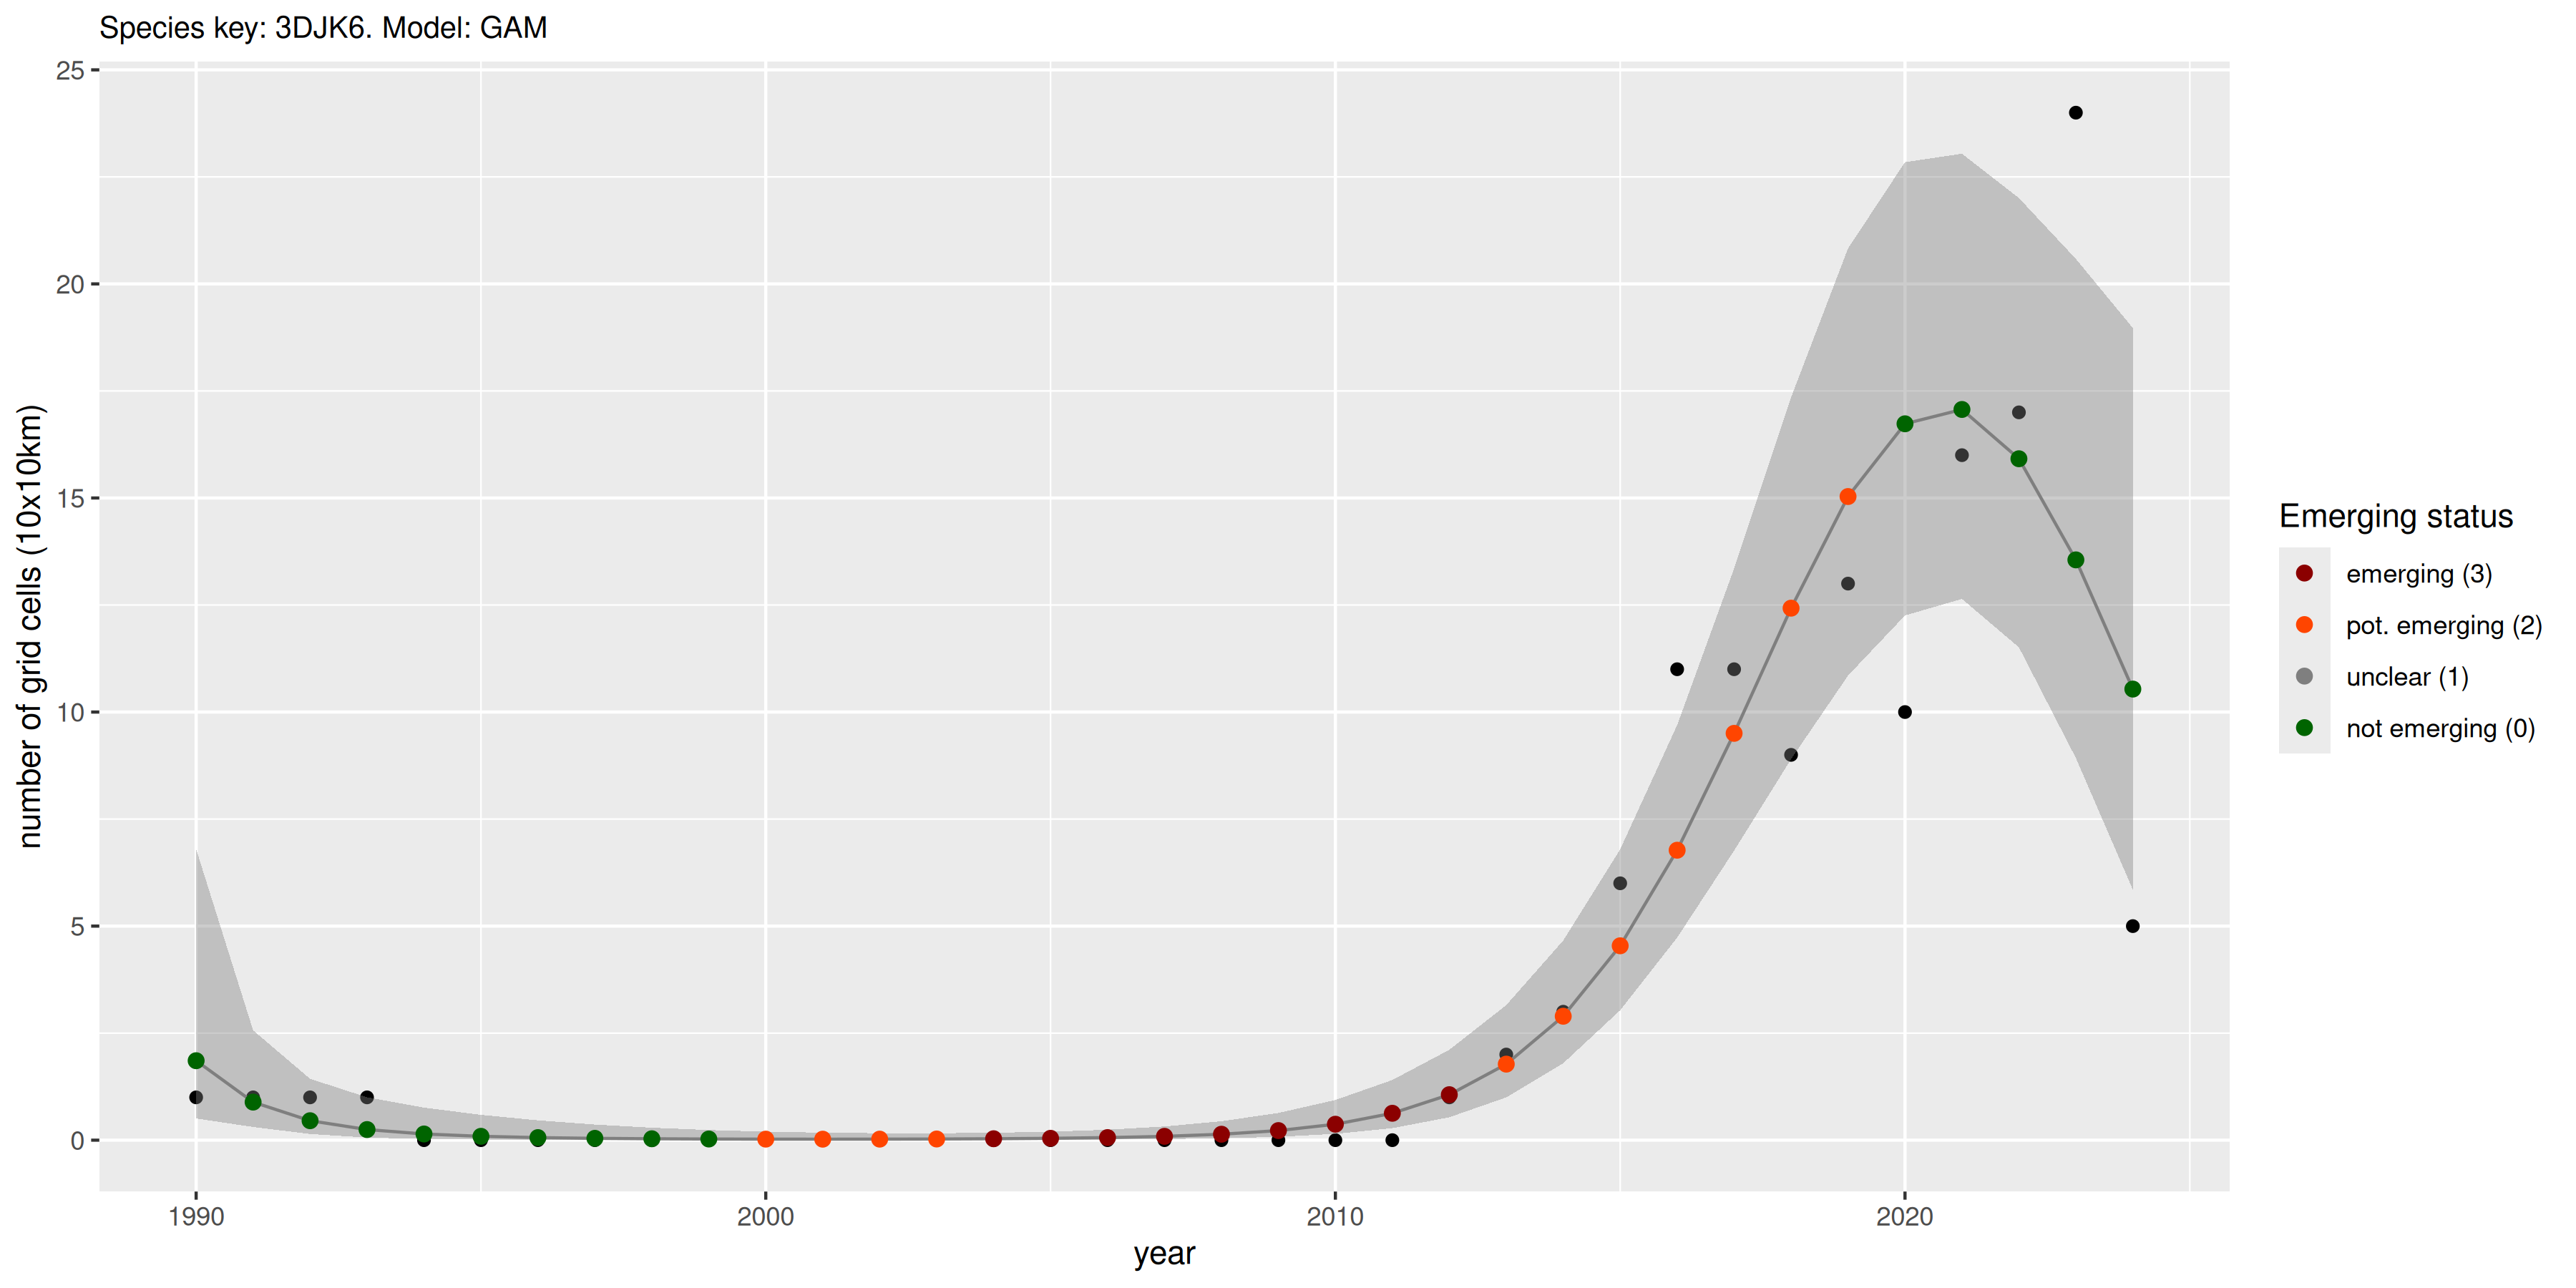 Species key: 3DJK6. Model: GAM
25
20
15
10
5
0
number of grid cells (10x10km)
1990
2000
2010
2020
year
Emerging status
emerging (3)
pot. emerging (2)
unclear (1)
not emerging (0)